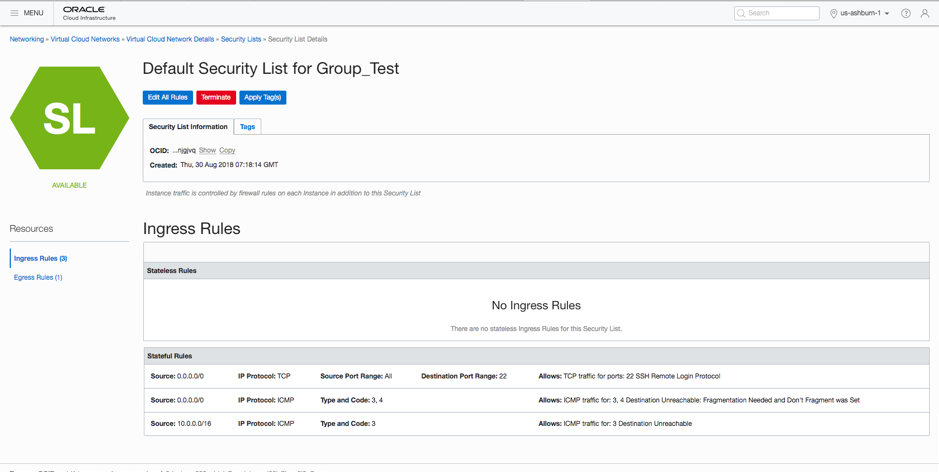 MENU
ORACLE
Cloud Infrastructure
Search
us-ashburn-1
Networking » Virtual Cloud Networks » Virtual Cloud Network Details » Security Lists » Security List Details
SL
AVAILABLE
Default Security List for Group_Test
Edit All Rules Terminate Apply Tag(s)
Security List Information Tags
OCID: ...njgjvq Show Copy
Created: Thu, 30 Aug 2018 07:18:14 GMT
Instance traffic is controlled by firewall rules on each Instance in addition to this Security List
Resources
Ingress Rules (3)
Egress Rules (1)
Ingress Rules
Stateless Rules
No Ingress Rules
There are no stateless Ingress Rules for this Security List.
Stateful Rules
Source: 0.0.0.0/0 IP Protocol: TCP Source Port Range: All Destination Port Range: 22 Allows: TCP traffic for ports: 22 SSH Remote Login Protocol
Source: 0.0.0.0/0 IP Protocol: ICMP Type and Code: 3, 4 Allows: ICMP traffic for: 3, 4 Destination Unreachable: Fragmentation Needed and Don't Fragment was Set
Source: 10.0.0.0/16 IP Protocol: ICMP Type and Code: 3 Allows: ICMP traffic for: 3 Destination Unreachable